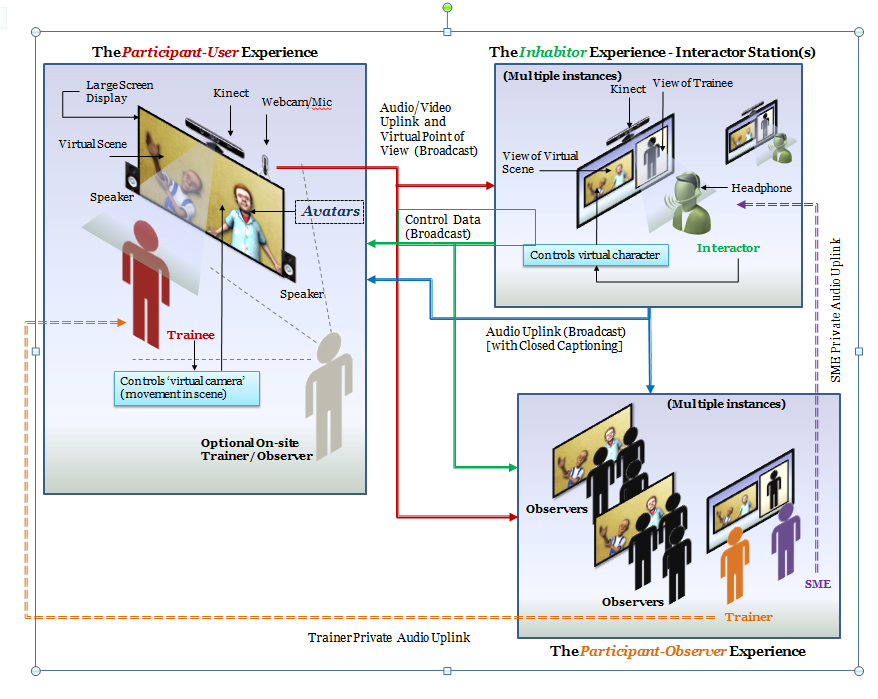 The Participant-User Experience
Large Screen
Display
Kinect
Webcam/Mic
Virtual Scene
Speaker
Avatars
Speaker
Trainee
Controls 'virtual camera'
(movement in scene)
Optional On-site
Trainer / Observer
Audio/Video
Uplink and
Virtual Point of
View (Broadcast)
Control Data
(Broadcast)
Audio Uplink (Broadcast)
[with Closed Captioning]
The Inhabitor Experience - Interactor Station(s)
(Multiple instances)
Kinect
View of Trainee
View of Virtual
Scene
Headphone
Interactor
Controls virtual character
SME Private Audio Uplink
(Multiple instances)
Observers
Observers
SME
Trainer
Trainer Private Audio Uplink
The Participant-Observer Experience